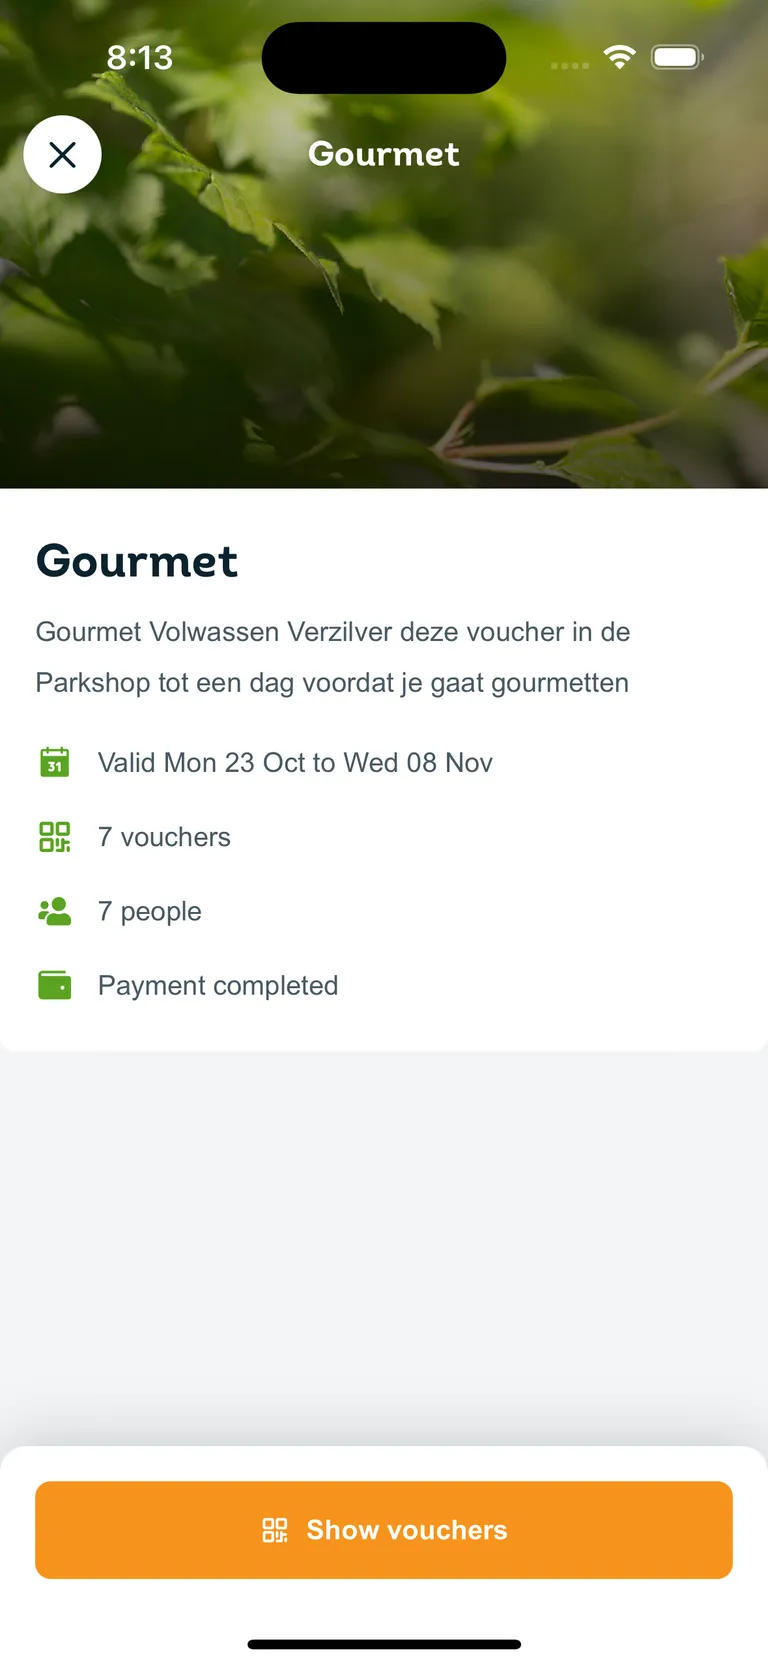 8:13
Gourmet
Gourmet
Gourmet Volwassen Verzilver deze voucher in de
Parkshop tot een dag voordat je gaat gourmetten
31
Valid Mon 23 Oct to Wed 08 Nov
7 vouchers
7 people
Payment completed
Show vouchers